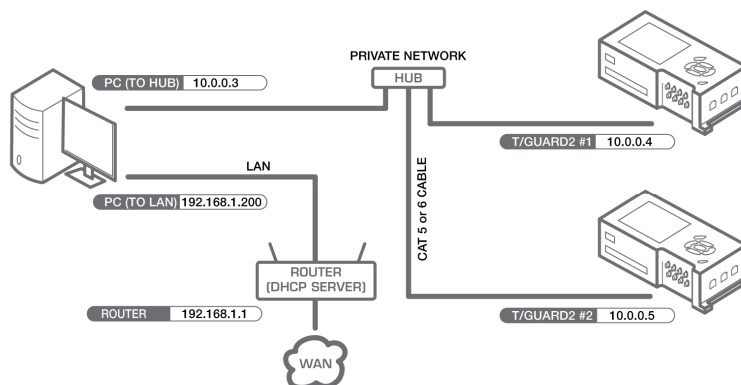 PRIVATE NETWORK
HUB
PC (TO HUB) 10.0.0.3
T/GUARD2 #1 10.0.0.4
LAN
CAT 5 or 6 CABLE
PC (TO LAN) 192.168.1.200
ROUTER
(DHCP SERVER)
ROUTER 192.168.1.1
T/GUARD2 #2 10.0.0.5
WAN